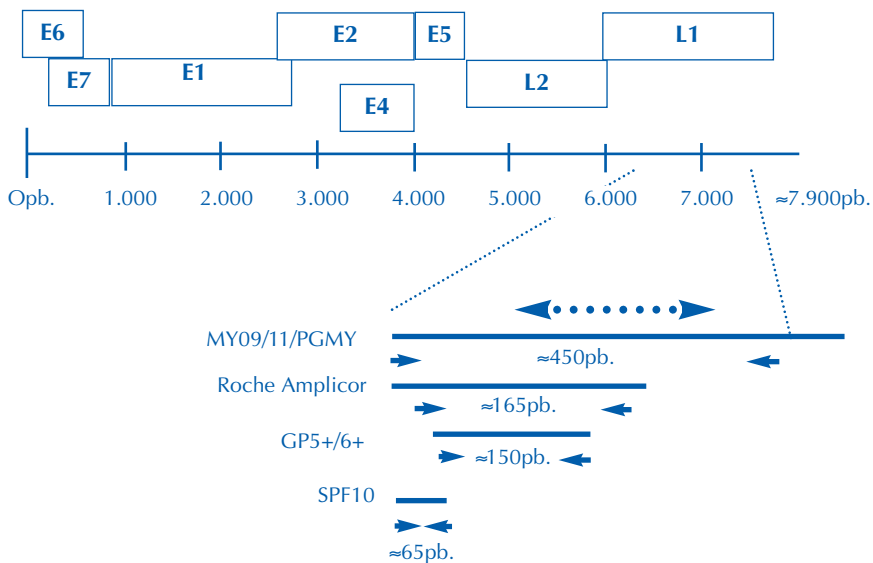 E6 E2 E5 L1
E7 E1 L2
E4
Opb. 1.000 2.000 3.000 4.000 5.000 6.000 7.000 ≈7.900pb.
MY09/11/PGMY
≈450pb.
Roche Amplicor
≈165pb.
GP5+/6+
≈150pb.
SPF10
≈65pb.